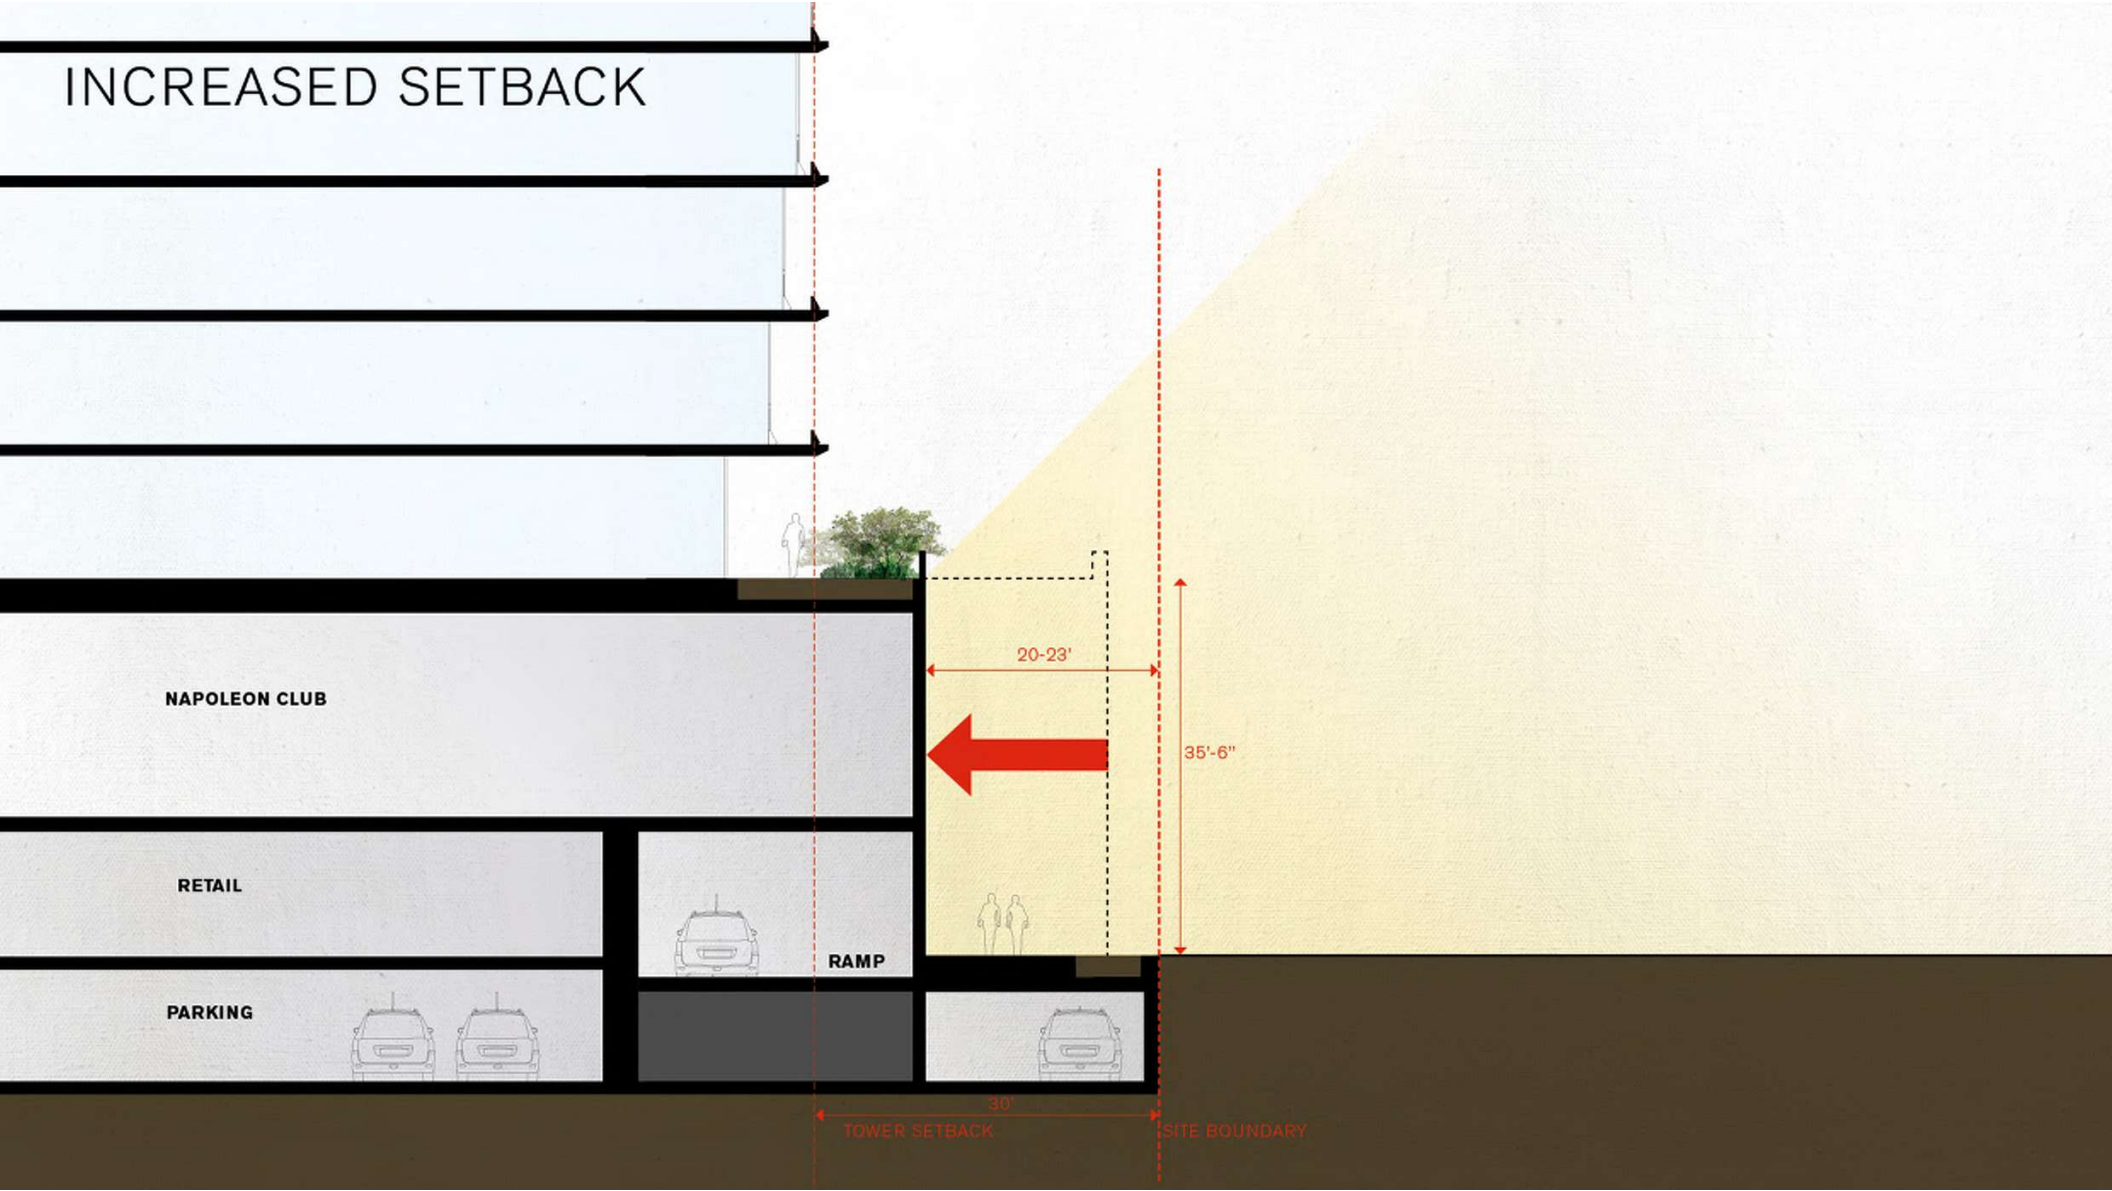 INCREASED SETBACK
20-23'
NAPOLEON CLUB
35'-6"
RETAIL
RAMP
PARKING
30'
TOWER SETBACK
SITE BOUNDARY